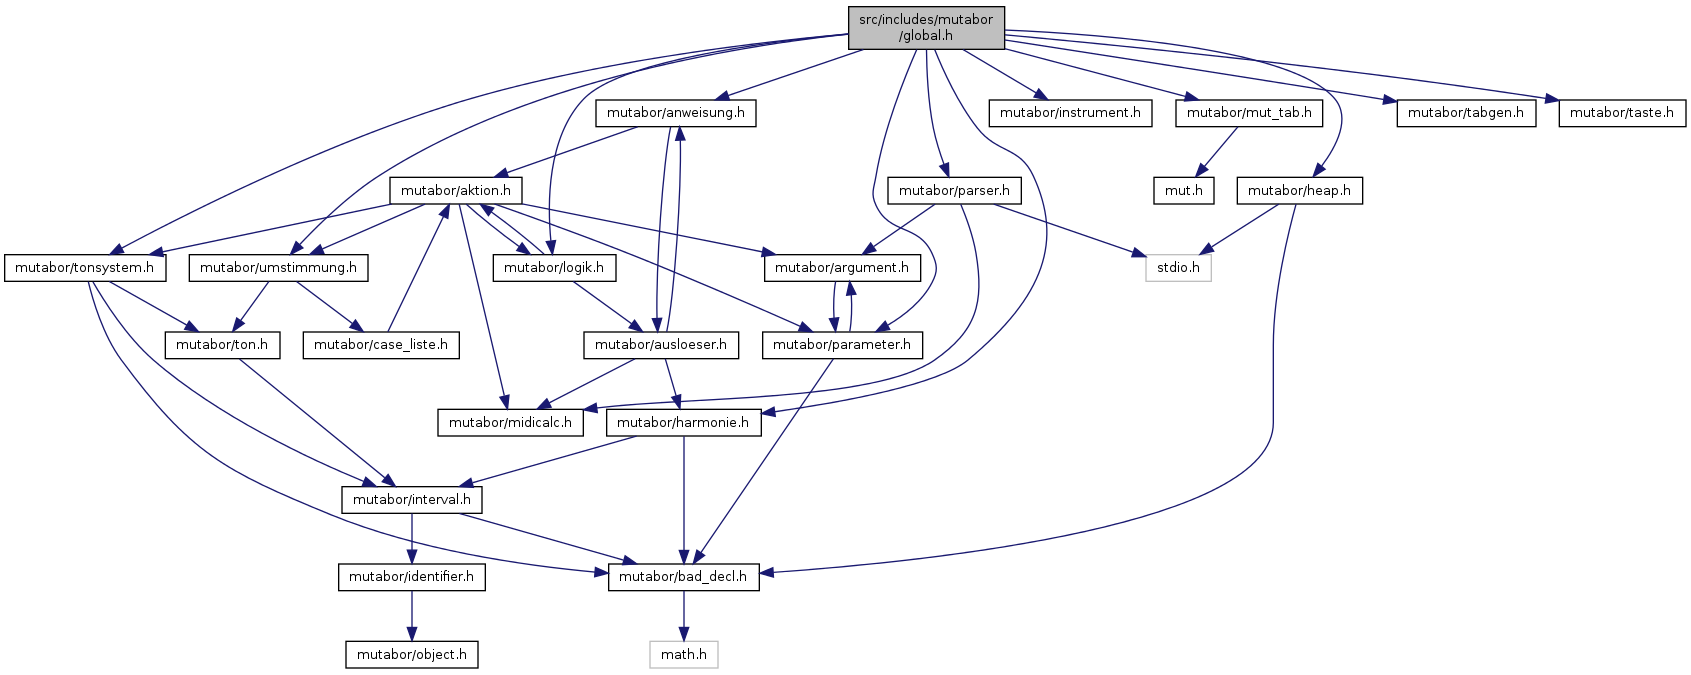 src/includes/mutabor
/global.h
mutabor/anweisung.h
mutabor/instrument.h
mutabor/mut_tab.h
mutabor/tabgen.h
mutabor/taste.h
mutabor/aktion.h
mutabor/parser.h
mut.h
mutabor/heap.h
mutabor/tonsystem.h
mutabor/umstimmung.h
mutabor/logik.h
mutabor/argument.h
stdio.h
mutabor/ton.h
mutabor/case_liste.h
mutabor/ausloeser.h
mutabor/parameter.h
mutabor/midicalc.h
mutabor/harmonie.h
mutabor/interval.h
mutabor/identifier.h
mutabor/bad_decl.h
mutabor/object.h
math.h